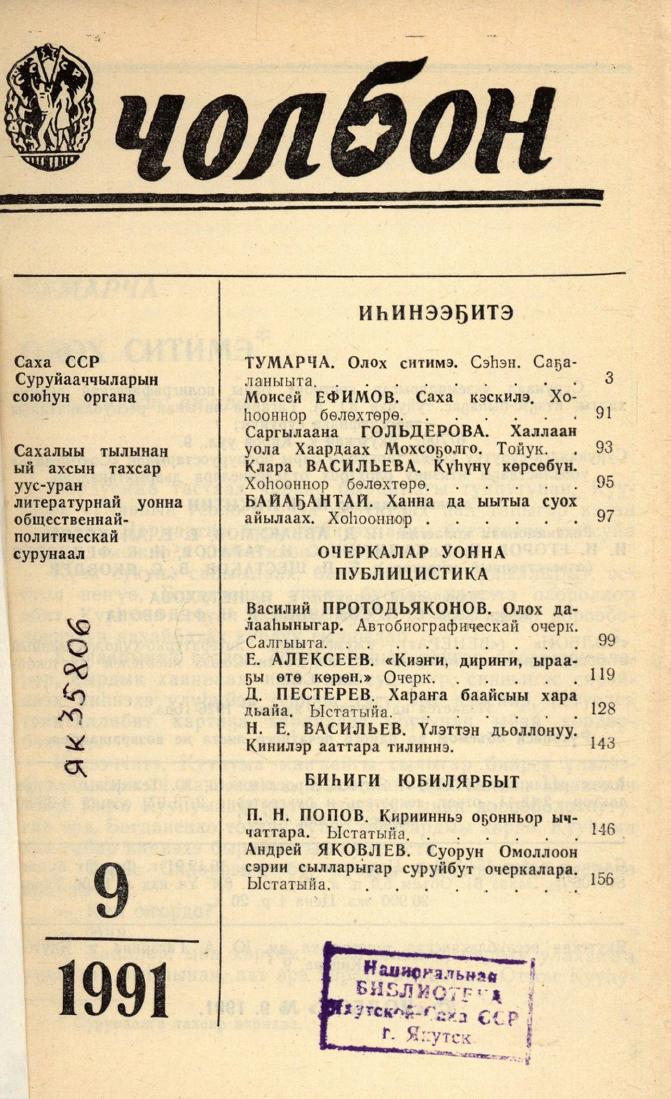 ЧОЛБОН
Саха ССР
Суруйааччыларын
союһун органа
Сахалыы тылынан
ый ахсын тахсар
уус-уран
литературнай уонна
общественнай-
политическай
сурунаал
ЯК 35806
9
1991
ИҺИНЭЭҔИТЭ
ТУМАРЧА. Олох ситимэ. Сэһэн. Саҕа-
ланыыта. 3
Моисей ЕФИМОВ. Саха кэскилэ. Хо-
һооннор бөлөхтөрө. 91
Саргылаана ГОЛЬДЕРОВА. Халлаан
уола Хаардаах Мохсоҕолго. Тойук. 93
Клара ВАСИЛЬЕВА. Күһүнү көрсөбүн.
Хоһооннор бөлөхтөрө. 95
БАЙАҔАНТАЙ. Ханна да ыытыа суох
айылаах. Хоһооннор 97
ОЧЕРКАЛАР УОННА
ПУБЛИЦИСТИКА
Василий ПРОТОДЬЯКОНОВ. Олох да-
лааһыныгар. Автобиографическай очерк.
Салгыыта. 99
Е. АЛЕКСЕЕВ. «Киэҥи, дириҥи, ыраа-
ҕы өтө көрөн.» Очерк. 119
Д. ПЕСТЕРЕВ. Хараҥа баайсыы хара
дьайа. Ыстатыйа. 128
Н. Е. ВАСИЛЬЕВ. Үлэттэн дьоллонуу.
Кинилэр ааттара тилиннэ. 143
БИҺИГИ ЮБИЛЯРБЫТ
П. Н. ПОПОВ. Кириинньэ оҕонньор ыч-
чаттара. Ыстатыйа. 146
Андрей ЯКОВЛЕВ. Суорун Омоллоон
сэрии сылларыгар суруйбут очеркалара.
Ыстатыйа. 156
Национальная
БИБЛИОТЕКА
Якутской-Саха ССР
г. Якутск